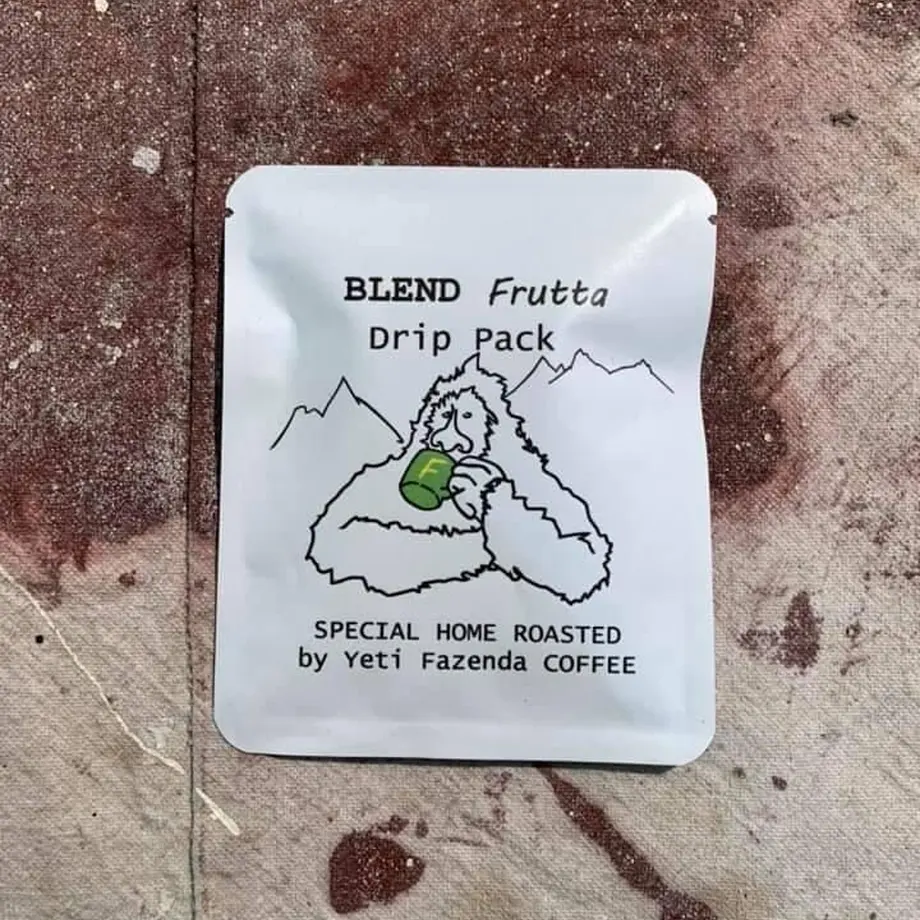 BLEND Frutta
Drip Pack
F
SPECIAL HOME ROASTED
by Yeti Fazenda COFFEE